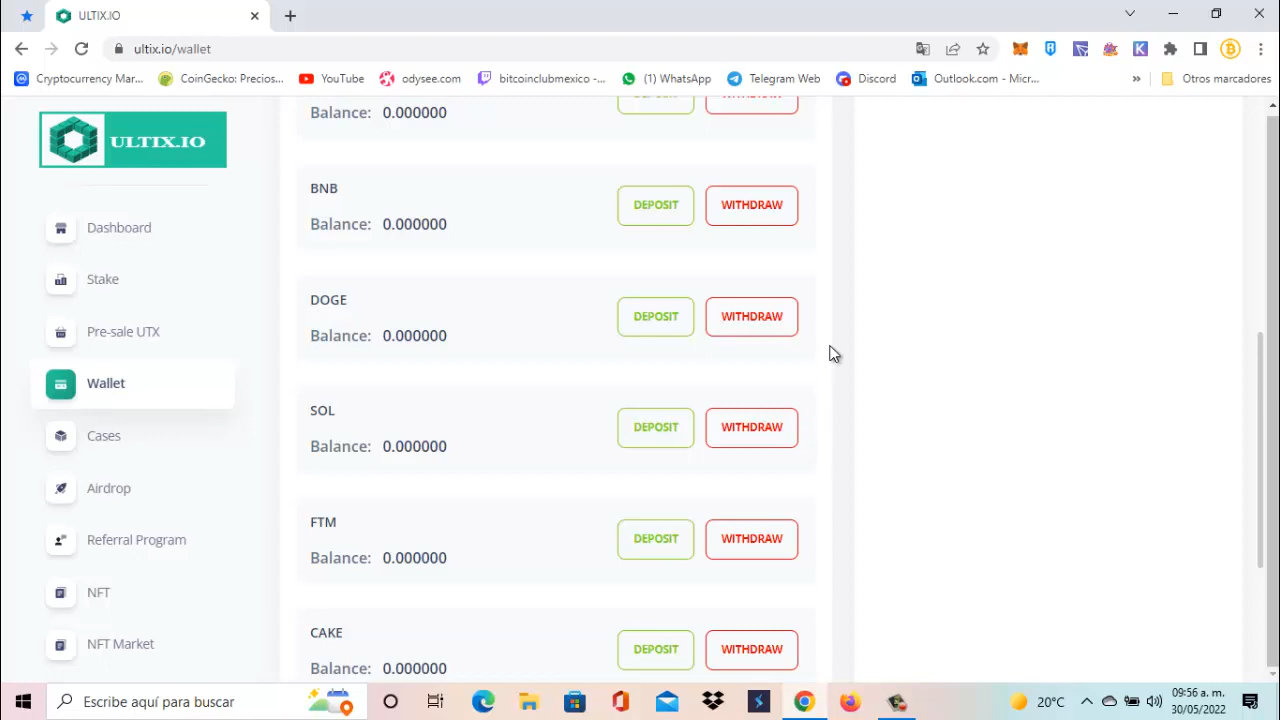 ULTIX.IO
ultix.io/wallet
Cryptocurrency Mar...
CoinGecko: Precios...
YouTube
odysee.com
bitcoinclubmexico -...
(1) WhatsApp
Telegram Web
Discord
Outlook.com - Micr...
»
Otros marcadores
ULTIX.IO
Dashboard
Stake
Pre-sale UTX
Wallet
Cases
Airdrop
Referral Program
NFT
NFT Market
Balance: 0.000000
DEPOSIT WITHDRAW
BNB
Balance: 0.000000
DEPOSIT WITHDRAW
DOGE
Balance: 0.000000
DEPOSIT WITHDRAW
SOL
Balance: 0.000000
DEPOSIT WITHDRAW
FTM
Balance: 0.000000
DEPOSIT WITHDRAW
CAKE
Balance: 0.000000
DEPOSIT WITHDRAW
Escribe aquí para buscar
20°C
09:56 a. m.
30/05/2022